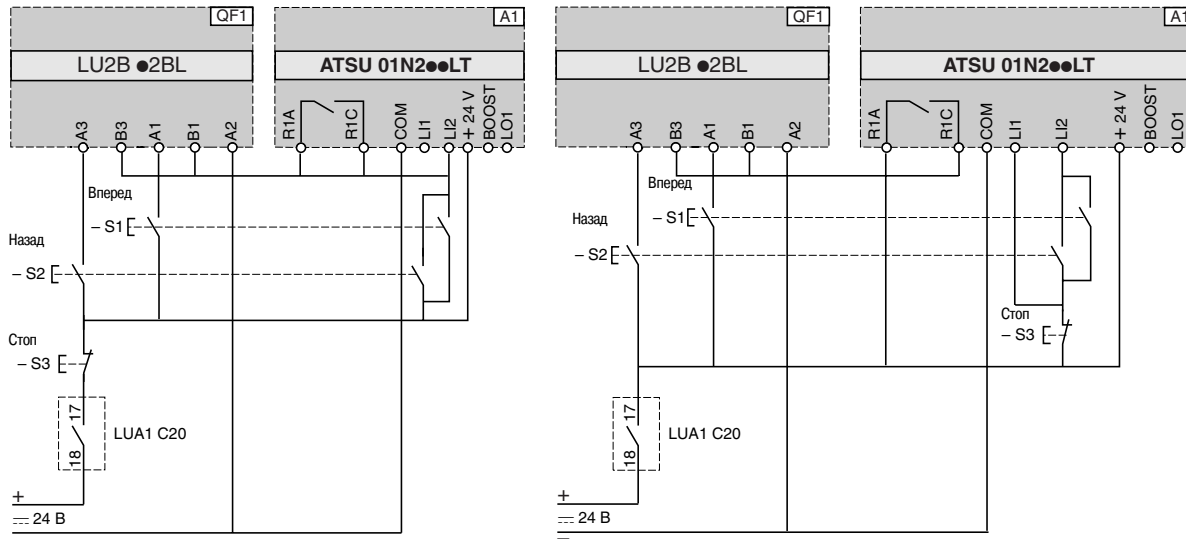 QF1
A1
LU2B ●2BL
ATSU 01N2●●LT
A3
B3
A1
B1
A2
R1A
R1C
COM
LI1
LI2
+ 24 V
BOOST
LO1
Вперед
– S1
Назад
– S2
Стоп
– S3
17
18
LUA1 C20
+
24 В
QF1
A1
LU2B ●2BL
ATSU 01N2●●LT
A3
B3
A1
B1
A2
R1A
R1C
COM
LI1
LI2
+ 24 V
BOOST
LO1
Вперед
– S1
Назад
– S2
Стоп
– S3
17
18
LUA1 C20
+
24 В
–